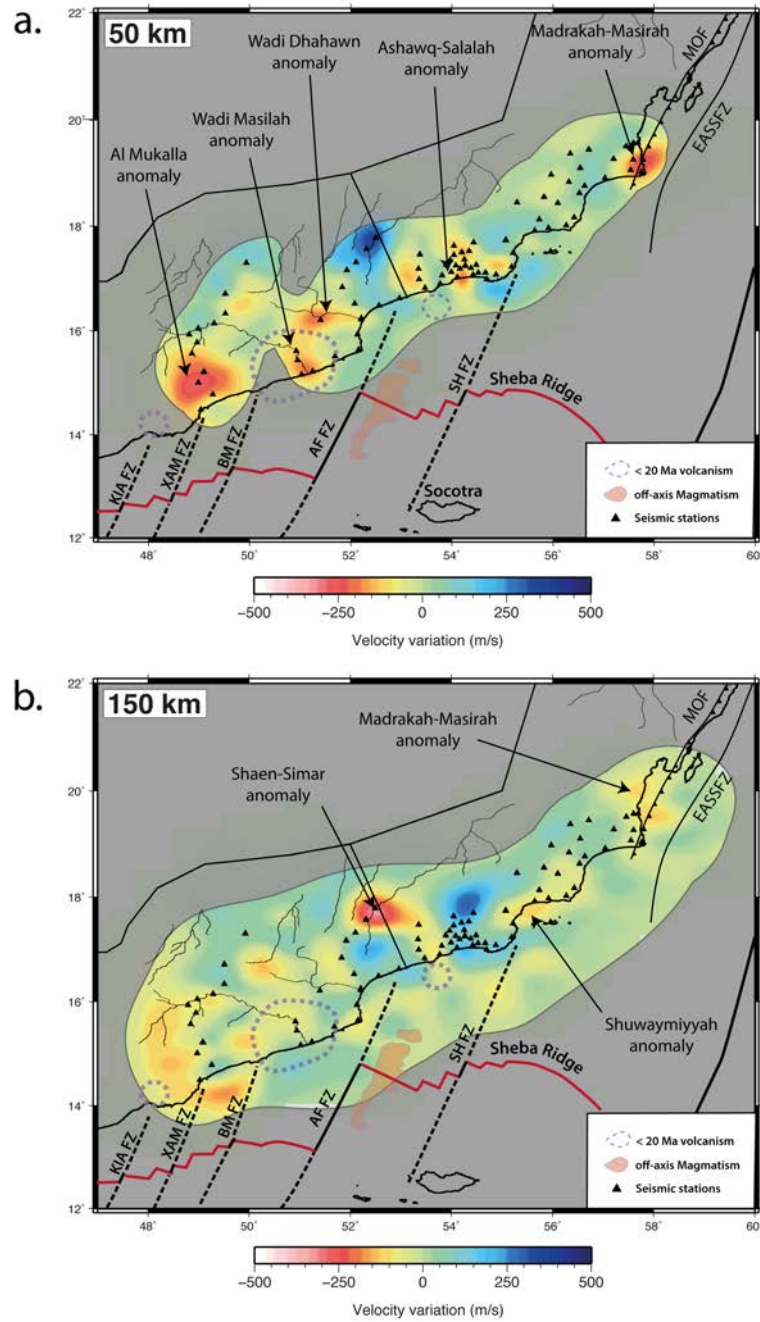 a.
50 km
Wadi Dhahawn
anomaly
Madrakah-Masirah
anomaly
Ashawq-Salalah
anomaly
Wadi Masilah
anomaly
Al Mukalla
anomaly
MOF
EASSFZ
KIA FZ
XAM FZ
BM FZ
AF FZ
SH FZ
Sheba Ridge
Socotra
< 20 Ma volcanism
off-axis Magmatism
Seismic stations
22°
20°
18°
16°
14°
12°
48°
50°
52°
54°
56°
58°
60°
−500
−250
0
250
500
Velocity variation (m/s)
b.
150 km
Madrakah-Masirah
anomaly
Shaen-Simar
anomaly
MOF
EASSFZ
Shuwaymiyyah
anomaly
KIA FZ
XAM FZ
BM FZ
AF FZ
SH FZ
Sheba Ridge
< 20 Ma volcanism
off-axis Magmatism
Seismic stations
22°
20°
18°
16°
14°
12°
48°
50°
52°
54°
56°
58°
60°
−500
−250
0
250
500
Velocity variation (m/s)